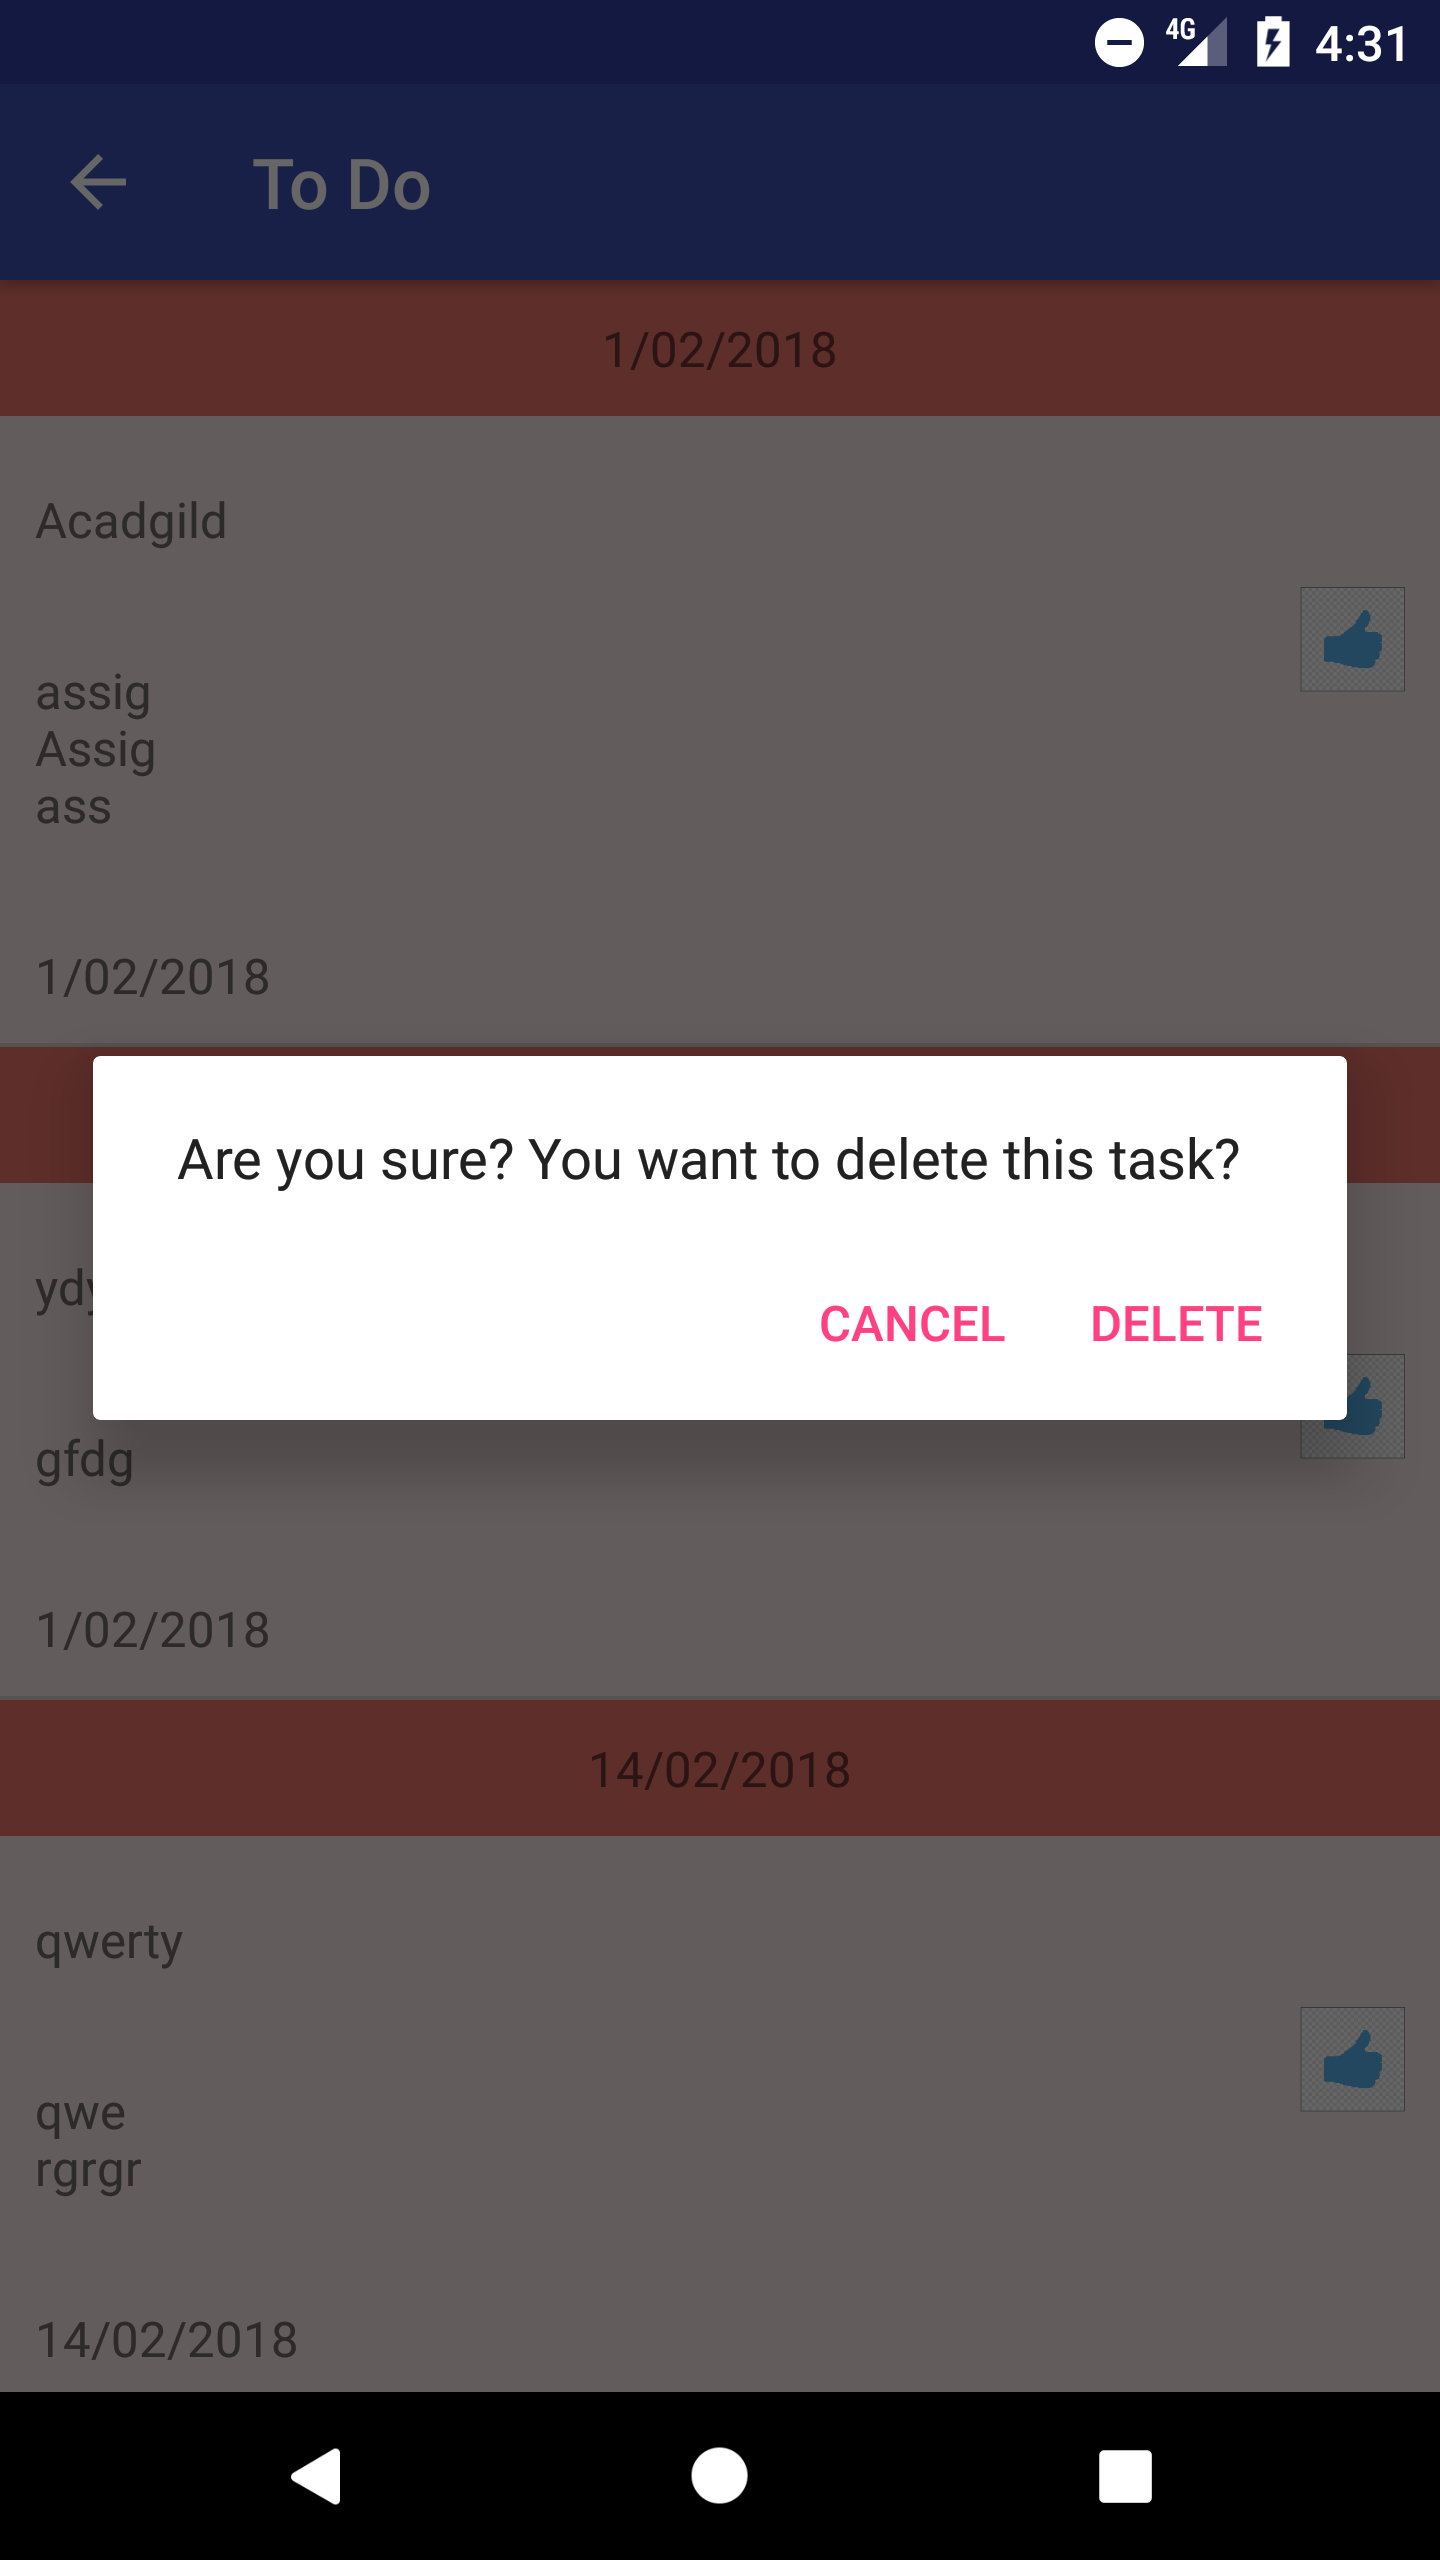 4G 4:31
To Do
1/02/2018
Acadgild
assig
Assig
ass
1/02/2018
Are you sure? You want to delete this task?
CANCEL DELETE
gfdg
1/02/2018
14/02/2018
qwerty
qwe
rgrgr
14/02/2018